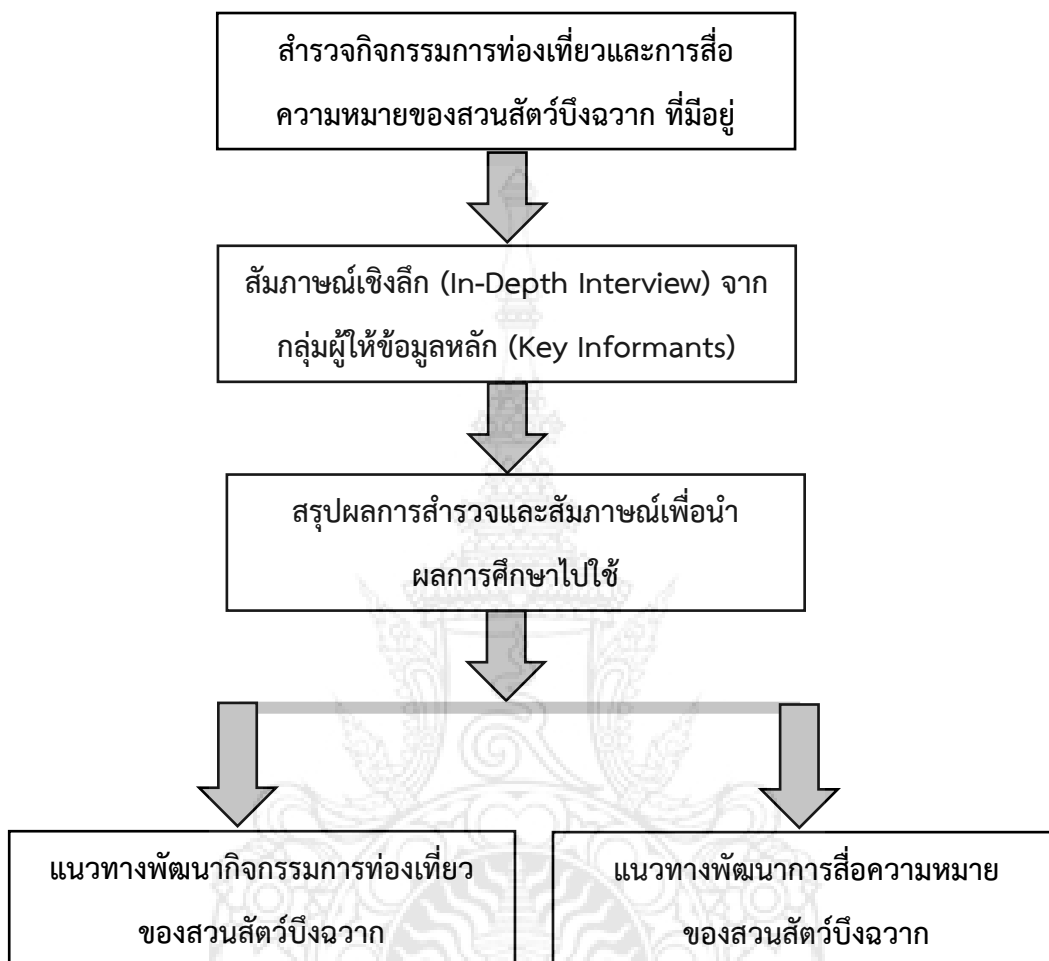 สำรวจกิจกรรมการท่องเที่ยวและการสื่อ
ความหมายของสวนสัตว์บึงฉวาก ที่มีอยู่
สัมภาษณ์เชิงลึก (In-Depth Interview) จาก
กลุ่มผู้ให้ข้อมูลหลัก (Key Informants)
สรุปผลการสำรวจและสัมภาษณ์เพื่อนำ
ผลการศึกษาไปใช้
แนวทางพัฒนากิจกรรมการท่องเที่ยว
ของสวนสัตว์บึงฉวาก
แนวทางพัฒนาการสื่อความหมาย
ของสวนสัตว์บึงฉวาก